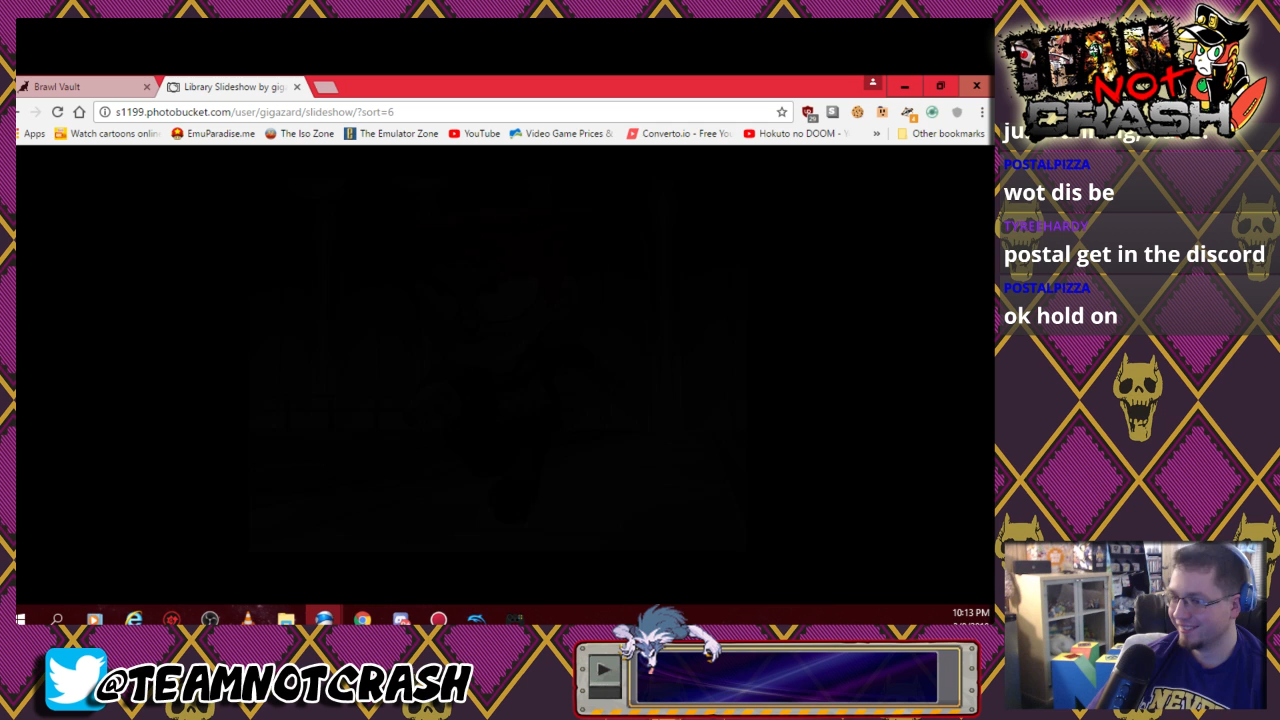 TEAM
NOT
CRASH
Brawl Vault
Library Slideshow by gig
s1199.photobucket.com/user/gigazard/slideshow/?sort=6
Apps
Watch cartoons onlin
EmuParadise.me
The Iso Zone
The Emulator Zone
YouTube
Video Game Prices &
Converto.io - Free You
Hokuto no DOOM - Y
»
Other bookmarks
POSTALPIZZA
wot dis be
TYREEHARDY
postal get in the discord
POSTALPIZZA
ok hold on
10:13 PM
@TEAMNOTCRASH